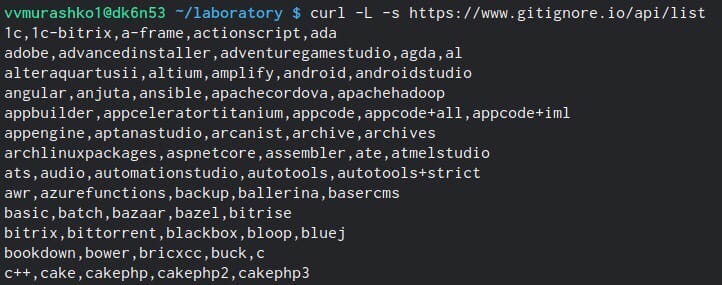 vvmurashko1@dk6n53 ~/laboratory $ curl -L -s https://www.gitignore.io/api/list
1c,1c-bitrix,a-frame,actionscript,ada
adobe,advancedinstaller,adventuregamestudio,agda,al
alteraquartusii,altium,amplify,android,androidstudio
angular,anjuta,ansible,apachecordova,apachehadoop
appbuilder,appceleratortitanium,appcode,appcode+all,appcode+iml
appengine,aptanastudio,arcanist,archive,archives
archlinuxpackages,aspnetcore,assembler,ate,atmelstudio
ats,audio,automationstudio,autotools,autotools+strict
awr,azurefunctions,backup,ballerina,basercms
basic,batch,bazaar,bazel,bitrise
bitrix,bittorrent,blackbox,bloop,bluej
bookdown,bower,bricxcc,buck,c
c++,cake,cakephp,cakephp2,cakephp3